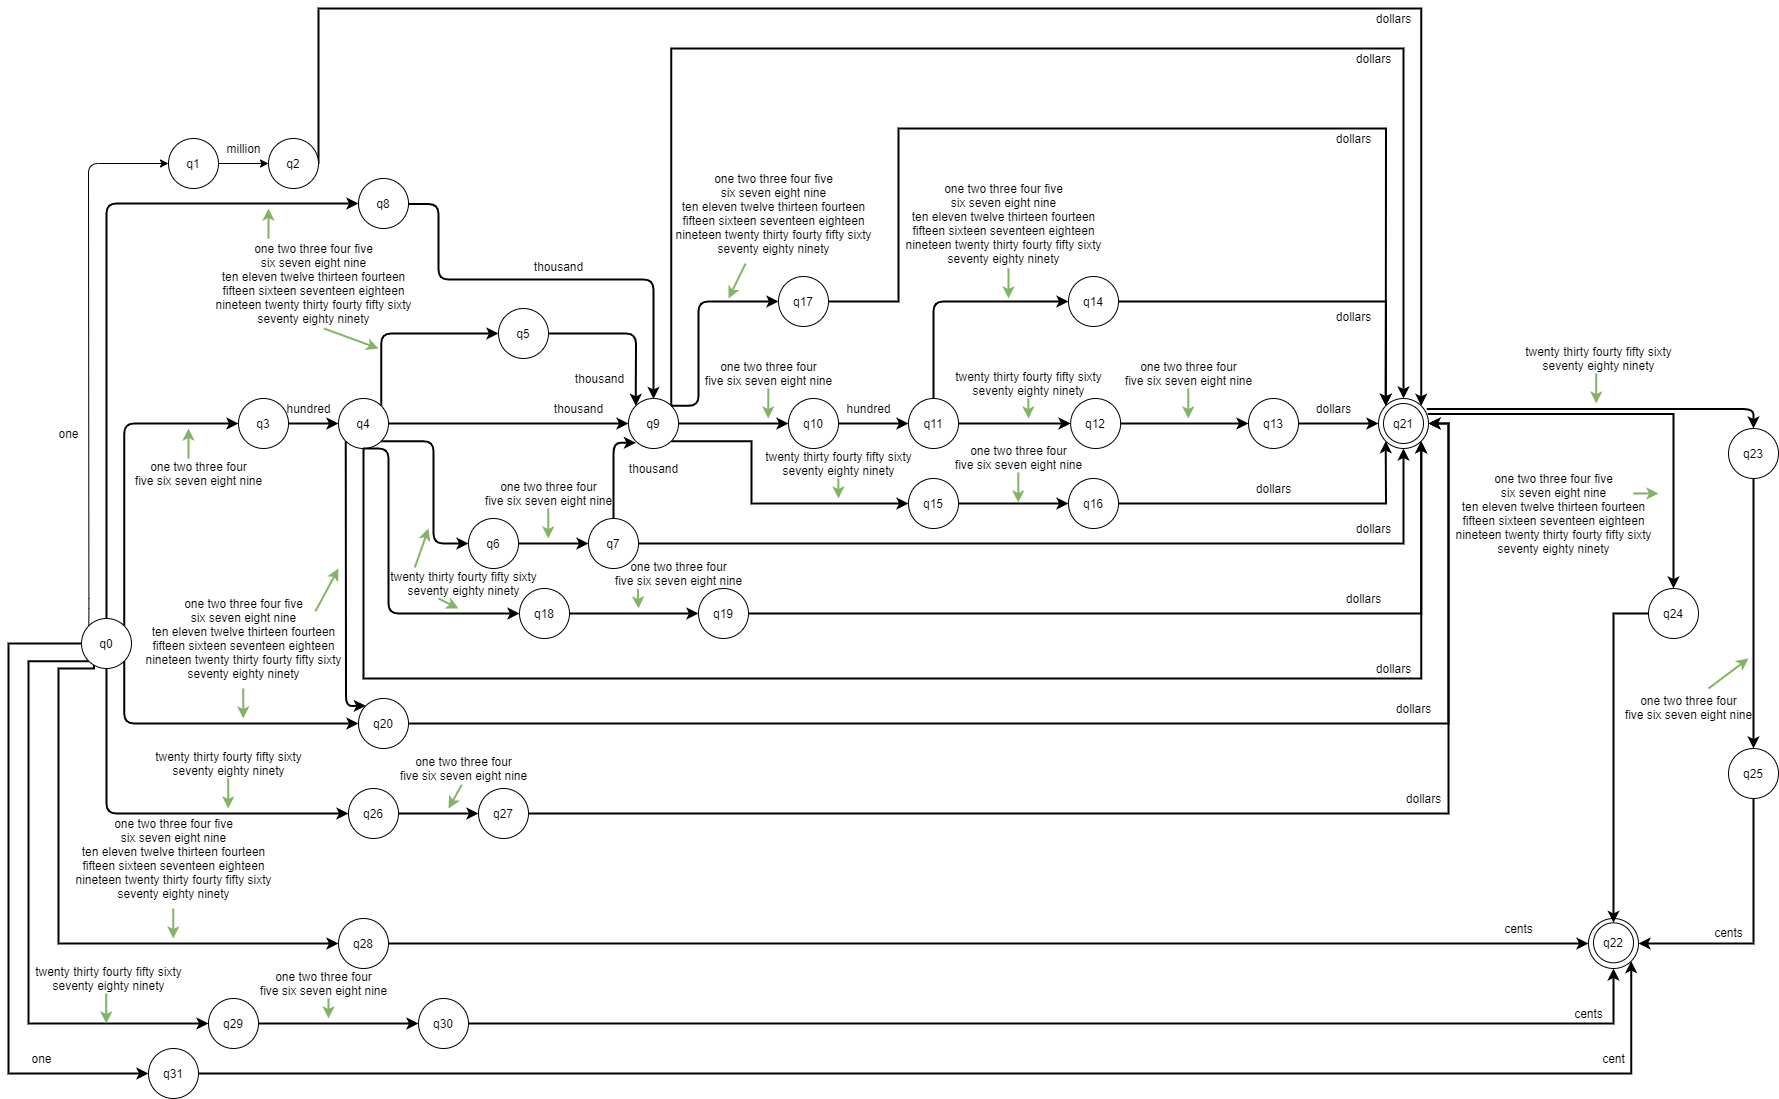 dollars
dollars
dollars
million
q1
q2
one two three four five
six seven eight nine
ten eleven twelve thirteen fourteen
fifteen sixteen seventeen eighteen
nineteen twenty thirty fourty fifty sixty
seventy eighty ninety
one two three four five
six seven eight nine
ten eleven twelve thirteen fourteen
fifteen sixteen seventeen eighteen
nineteen twenty thirty fourty fifty sixty
seventy eighty ninety
q8
one two three four five
six seven eight nine
ten eleven twelve thirteen fourteen
fifteen sixteen seventeen eighteen
nineteen twenty thirty fourty fifty sixty
seventy eighty ninety
thousand
q17
q14
dollars
q5
thousand
one two three four
five six seven eight nine
twenty thirty fourty fifty sixty
seventy eighty ninety
one two three four
five six seven eight nine
twenty thirty fourty fifty sixty
seventy eighty ninety
one
hundred
thousand
hundred
dollars
q3
q4
q9
q10
q11
q12
q13
q21
q23
one two three four
five six seven eight nine
thousand
twenty thirty fourty fifty sixty
seventy eighty ninety
one two three four
five six seven eight nine
dollars
q15
q16
one two three four
five six seven eight nine
one two three four five
six seven eight nine
ten eleven twelve thirteen fourteen
fifteen sixteen seventeen eighteen
nineteen twenty thirty fourty fifty sixty
seventy eighty ninety
dollars
q6
q7
twenty thirty fourty fifty sixty
seventy eighty ninety
one two three four
five six seven eight nine
dollars
q18
q19
q24
one two three four five
six seven eight nine
ten eleven twelve thirteen fourteen
fifteen sixteen seventeen eighteen
nineteen twenty thirty fourty fifty sixty
seventy eighty ninety
q0
dollars
one two three four
five six seven eight nine
dollars
q20
twenty thirty fourty fifty sixty
seventy eighty ninety
one two three four
five six seven eight nine
q25
dollars
q26
q27
one two three four five
six seven eight nine
ten eleven twelve thirteen fourteen
fifteen sixteen seventeen eighteen
nineteen twenty thirty fourty fifty sixty
seventy eighty ninety
cents
cents
q28
q22
twenty thirty fourty fifty sixty
seventy eighty ninety
one two three four
five six seven eight nine
cents
q29
q30
one
cent
q31